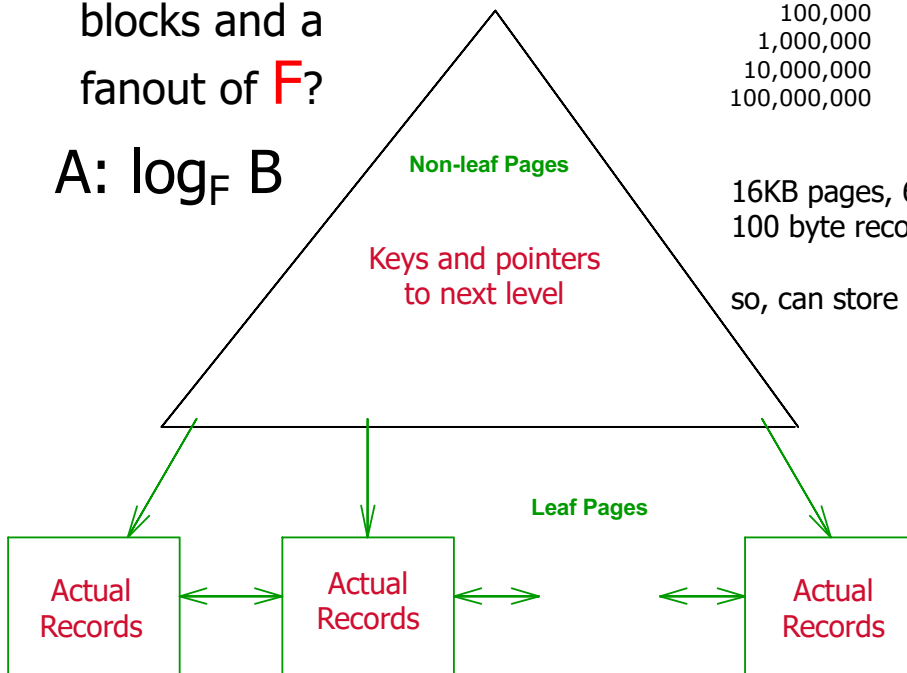 blocks and a
fanout of F?
A: logF B
100,000
1,000,000
10,000,000
100,000,000
16KB pages,
100 byte
so, can store
Non-leaf Pages
Keys and pointers
to next level
Leaf Pages
Actual
Records
Actual
Records
Actual
Records